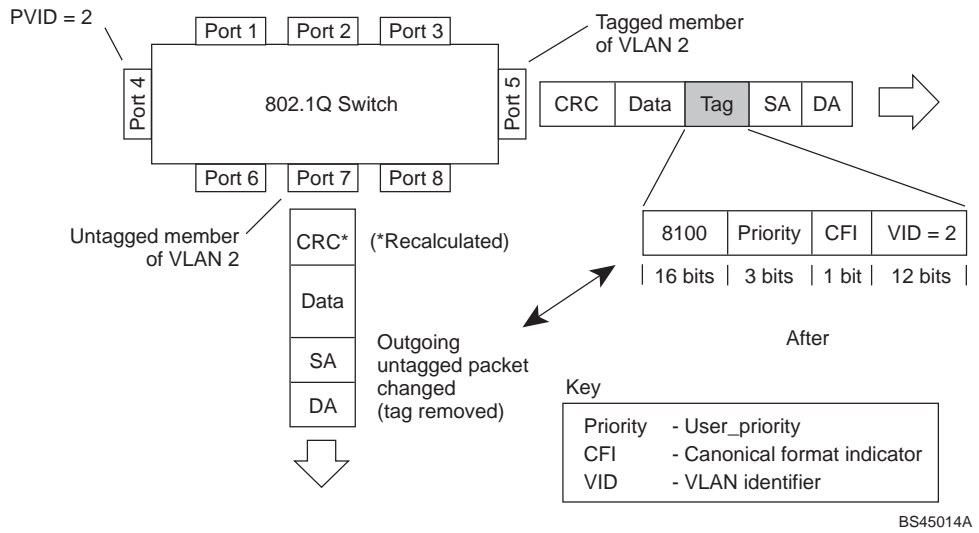 PVID = 2
Port 1
Port 2
Port 3
Tagged member
of VLAN 2
Port 4
802.1Q Switch
Port 5
CRC
Data
Tag
SA
DA
Port 6
Port 7
Port 8
Untagged member
of VLAN 2
CRC*
(*Recalculated)
8100
Priority
CFI
VID = 2
16 bits
3 bits
1 bit
12 bits
Data
After
SA
DA
Outgoing
untagged packet
changed
(tag removed)
Key
Priority - User_priority
CFI - Canonical format indicator
VID - VLAN identifier
BS45014A